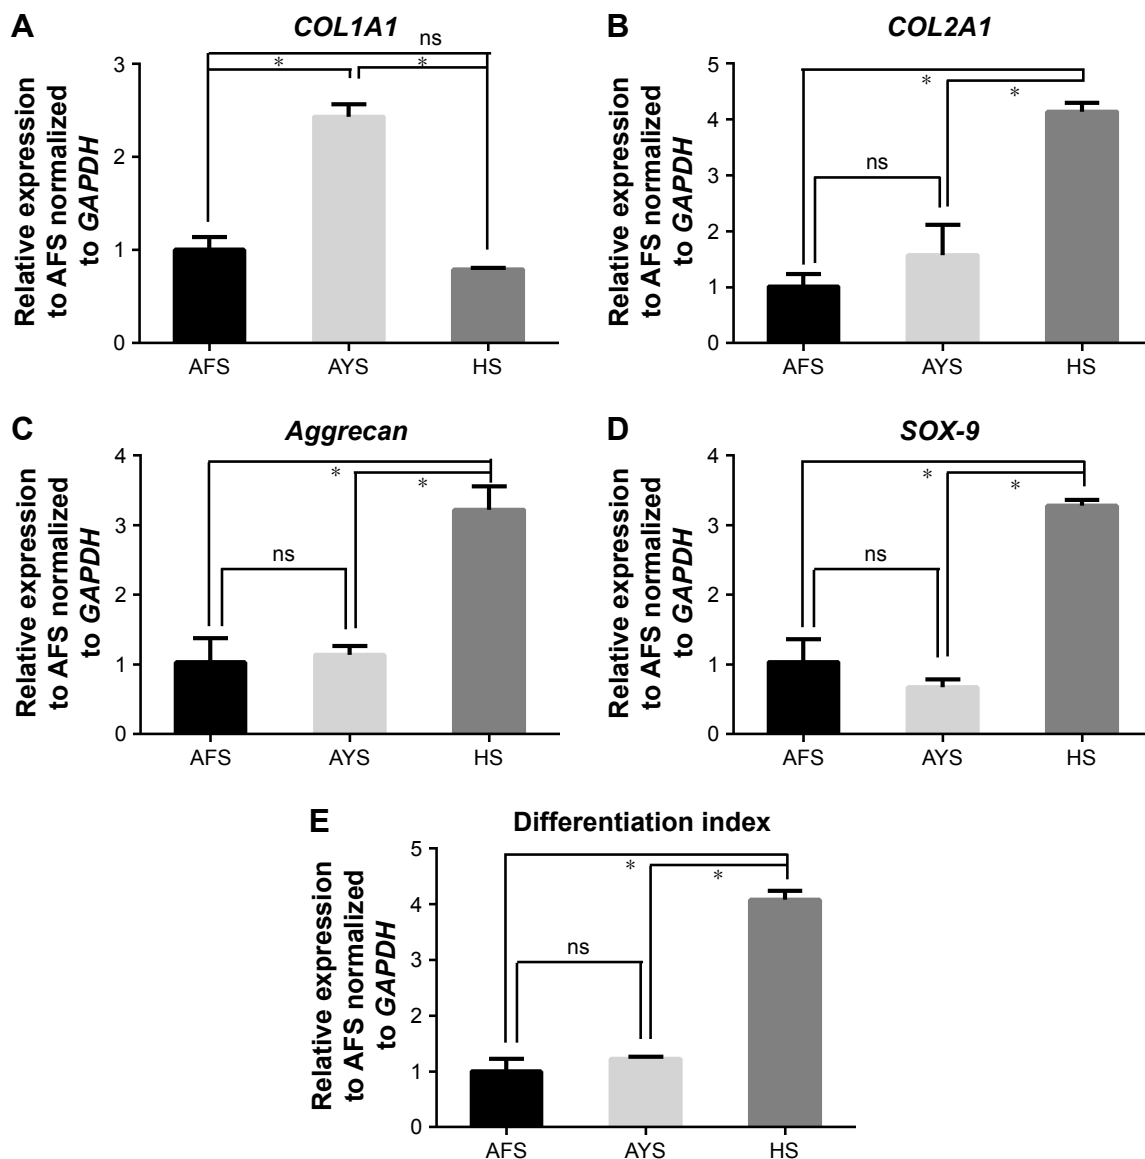 A
COL1A1
Relative expression
to AFS normalized
to GAPDH
3
2
1
0
ns
*
*
AFS
AYS
HS
B
COL2A1
Relative expression
to AFS normalized
to GAPDH
5
4
3
2
1
0
*
*
ns
AFS
AYS
HS
C
Aggrecan
Relative expression
to AFS normalized
to GAPDH
4
3
2
1
0
*
*
ns
AFS
AYS
HS
D
SOX-9
Relative expression
to AFS normalized
to GAPDH
4
3
2
1
0
*
*
ns
AFS
AYS
HS
E
Differentiation index
Relative expression
to AFS normalized
to GAPDH
5
4
3
2
1
0
*
*
ns
AFS
AYS
HS